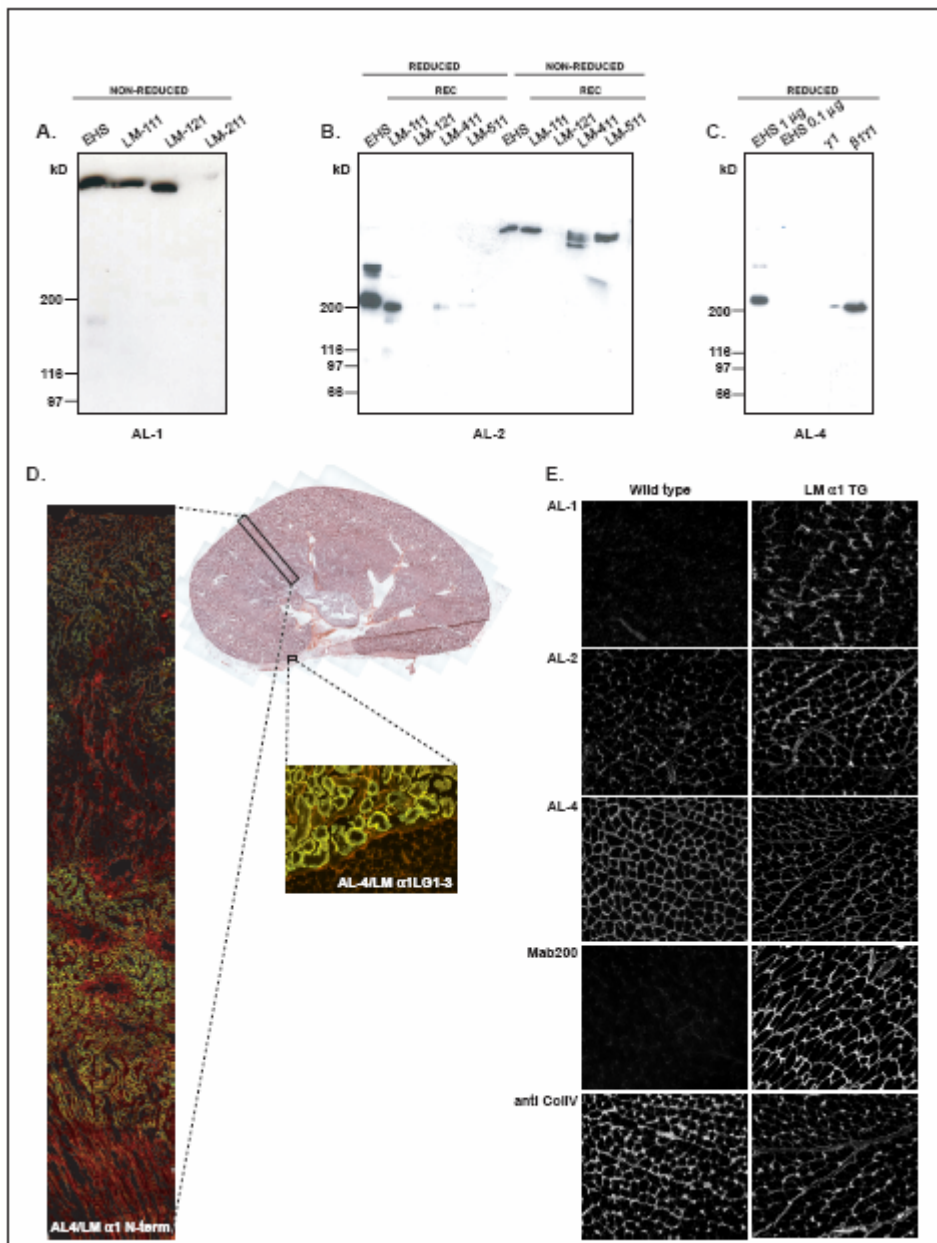 NON-REDUCED
A.
EHS LM-111 LM-121 LM-211
kD
200
116
97
AL-1
REDUCED NON-REDUCED
REC REC
B.
EHS LM-111 LM-121 LM-411 LM-511 EHS LM-111 LM-121 LM-411 LM-511
kD
200
116
97
66
AL-2
REDUCED
C.
EHS 1 µg EHS 0.1 µg γ1 β1γ1
kD
200
116
97
66
AL-4
D.
AL4/LM α1 N-term.
AL-4/LM α1LG1-3
E.
Wild type LM α1 TG
AL-1
AL-2
AL-4
Mab200
anti CollV